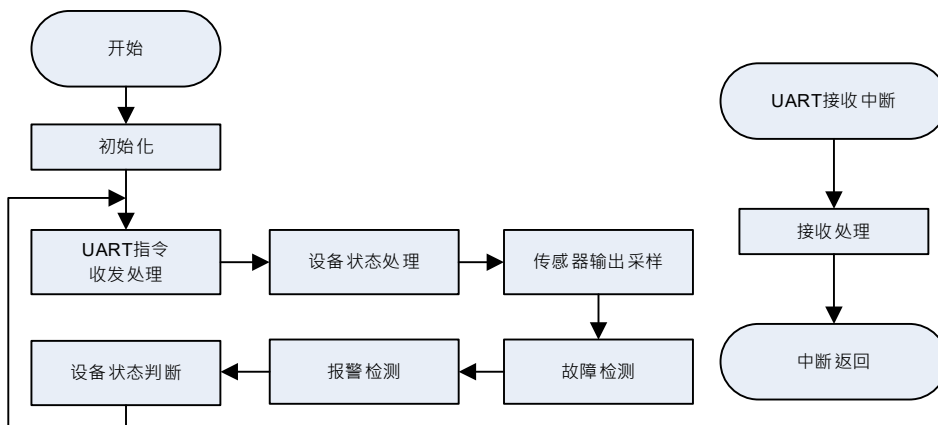 开始
初始化
UART指令
收发处理
设备状态处理
传感器输出采样
故障检测
报警检测
设备状态判断
UART接收中断
接收处理
中断返回